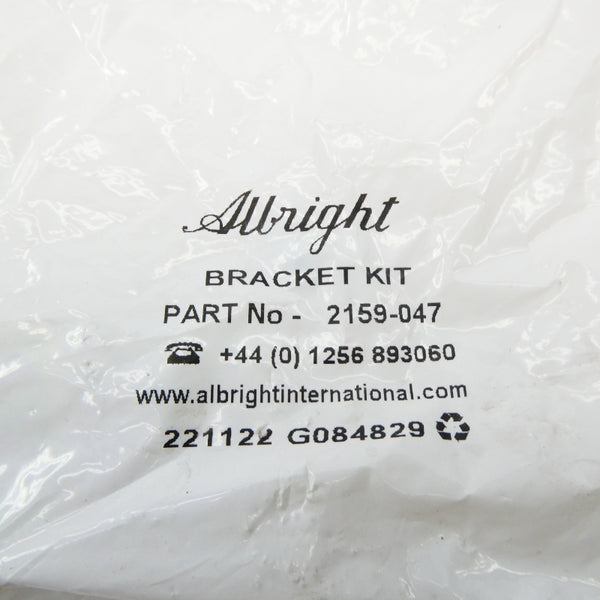 Albright
BRACKET KIT
PART No - 2159-047
☎ +44 (0) 1256 893060
www.albrightinternational.com
221122 G084829 ♻